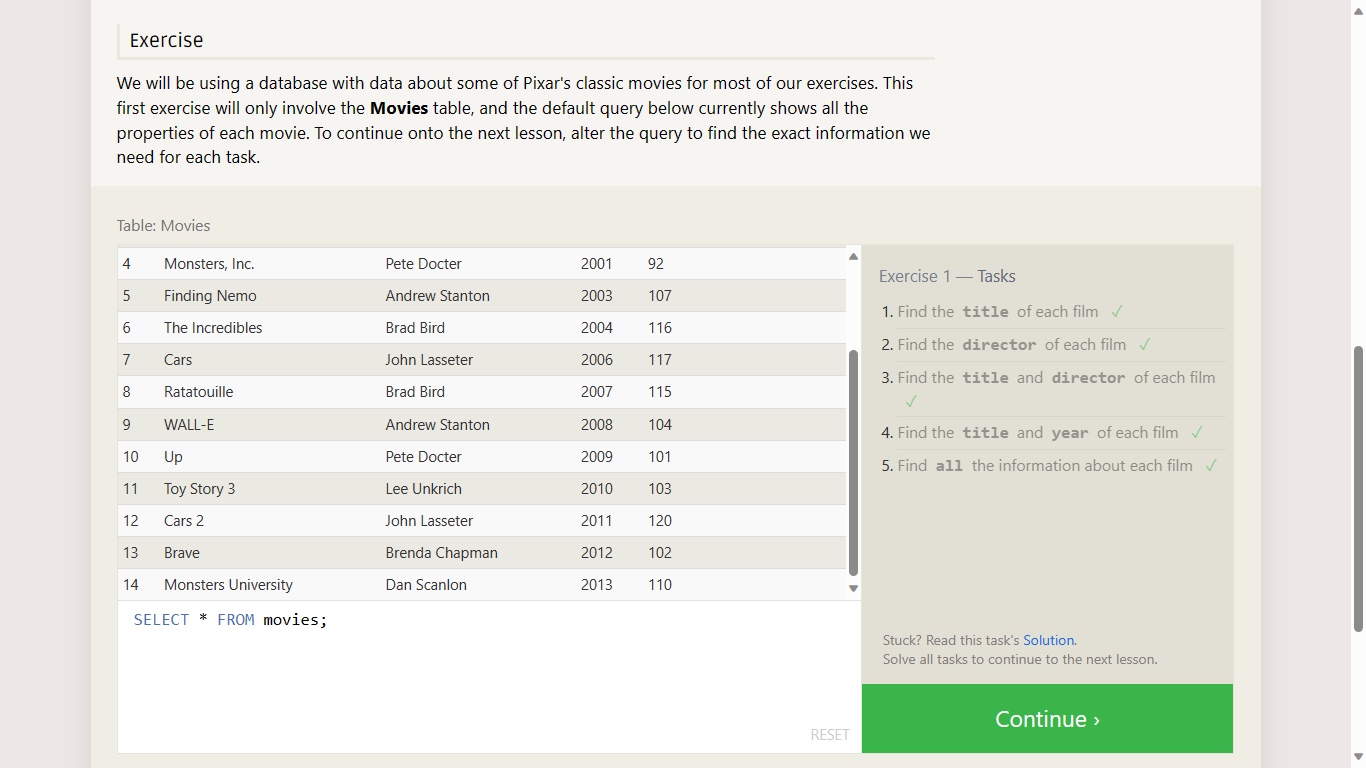 Exercise
We will be using a database with data about some of Pixar's classic movies for most of our exercises. This
first exercise will only involve the Movies table, and the default query below currently shows all the
properties of each movie. To continue onto the next lesson, alter the query to find the exact information we
need for each task.
Table: Movies
4 Monsters, Inc. Pete Docter 2001 92
5 Finding Nemo Andrew Stanton 2003 107
6 The Incredibles Brad Bird 2004 116
7 Cars John Lasseter 2006 117
8 Ratatouille Brad Bird 2007 115
9 WALL-E Andrew Stanton 2008 104
10 Up Pete Docter 2009 101
11 Toy Story 3 Lee Unkrich 2010 103
12 Cars 2 John Lasseter 2011 120
13 Brave Brenda Chapman 2012 102
14 Monsters University Dan Scanlon 2013 110
SELECT * FROM movies;
RESET
Exercise 1 — Tasks
1. Find the title of each film ✓
2. Find the director of each film ✓
3. Find the title and director of each film
✓
4. Find the title and year of each film ✓
5. Find all the information about each film ✓
Stuck? Read this task's Solution.
Solve all tasks to continue to the next lesson.
Continue ›